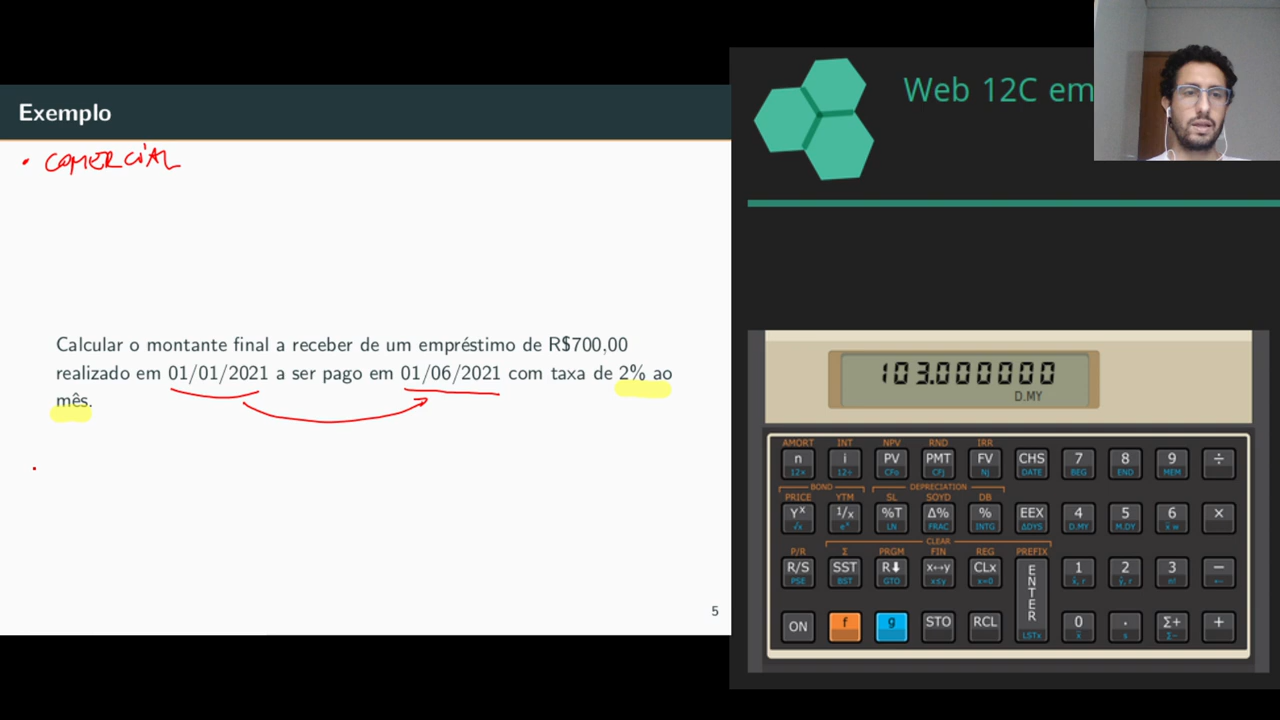 Exemplo
• COMERCIAL
Calcular o montante final a receber de um empréstimo de R$700,00
realizado em 01/01/2021 a ser pago em 01/06/2021 com taxa de 2% ao
mês.
5
Web 12C em
103.000000
D.MY
AMORT INT NPV RND IRR
n i PV PMT FV CHS 7 8 9 ÷
12× 12÷ CFo CFj NJ DATE BEG END MEM
BOND DEPRECIATION
PRICE YTM SL SOYD DB
Yˣ 1/x %T Δ% % EEX 4 5 6 ×
√x eˣ LN FRAC INTG ΔDYS D.MY M.DY x̄ w
CLEAR
P/R Σ PRGM FIN REG PREFIX
R/S SST R⬇ x↔y CLx ENTER 1 2 3 −
PSE BST GTO x≤y x=0 x̂, r ŷ, r n! ←
ON f g STO RCL 0 . Σ+ +
LSTx x̄ s Σ−